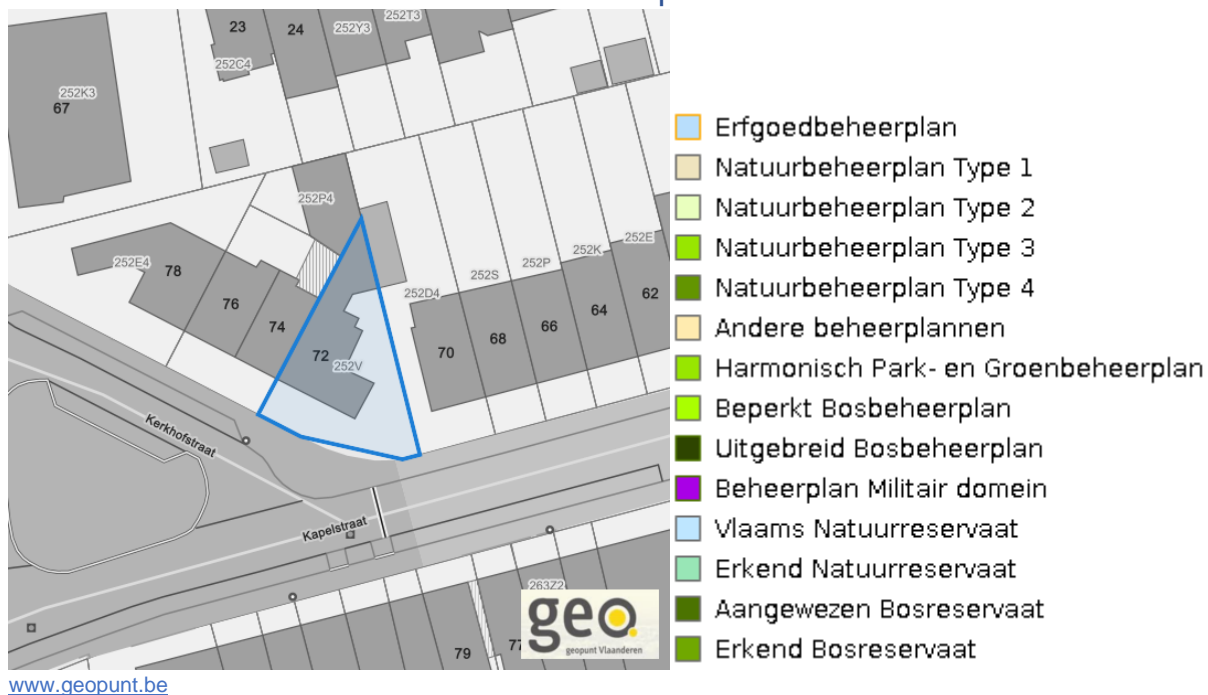 23
24
252Y3
252T3
252C4
252K3
67
252P4
252E4
78
252D4
252S
252P
252K
252E
76
74
72
252V
70
68
66
64
62
Kerkhofstraat
Kapelstraat
263Z2
79
77
geo
geopunt Vlaanderen
Erfgoedbeheerplan
Natuurbeheerplan Type 1
Natuurbeheerplan Type 2
Natuurbeheerplan Type 3
Natuurbeheerplan Type 4
Andere beheerplannen
Harmonisch Park- en Groenbeheerplan
Beperkt Bosbeheerplan
Uitgebreid Bosbeheerplan
Beheerplan Militair domein
Vlaams Natuurreservaat
Erkend Natuurreservaat
Aangewezen Bosreservaat
Erkend Bosreservaat
www.geopunt.be